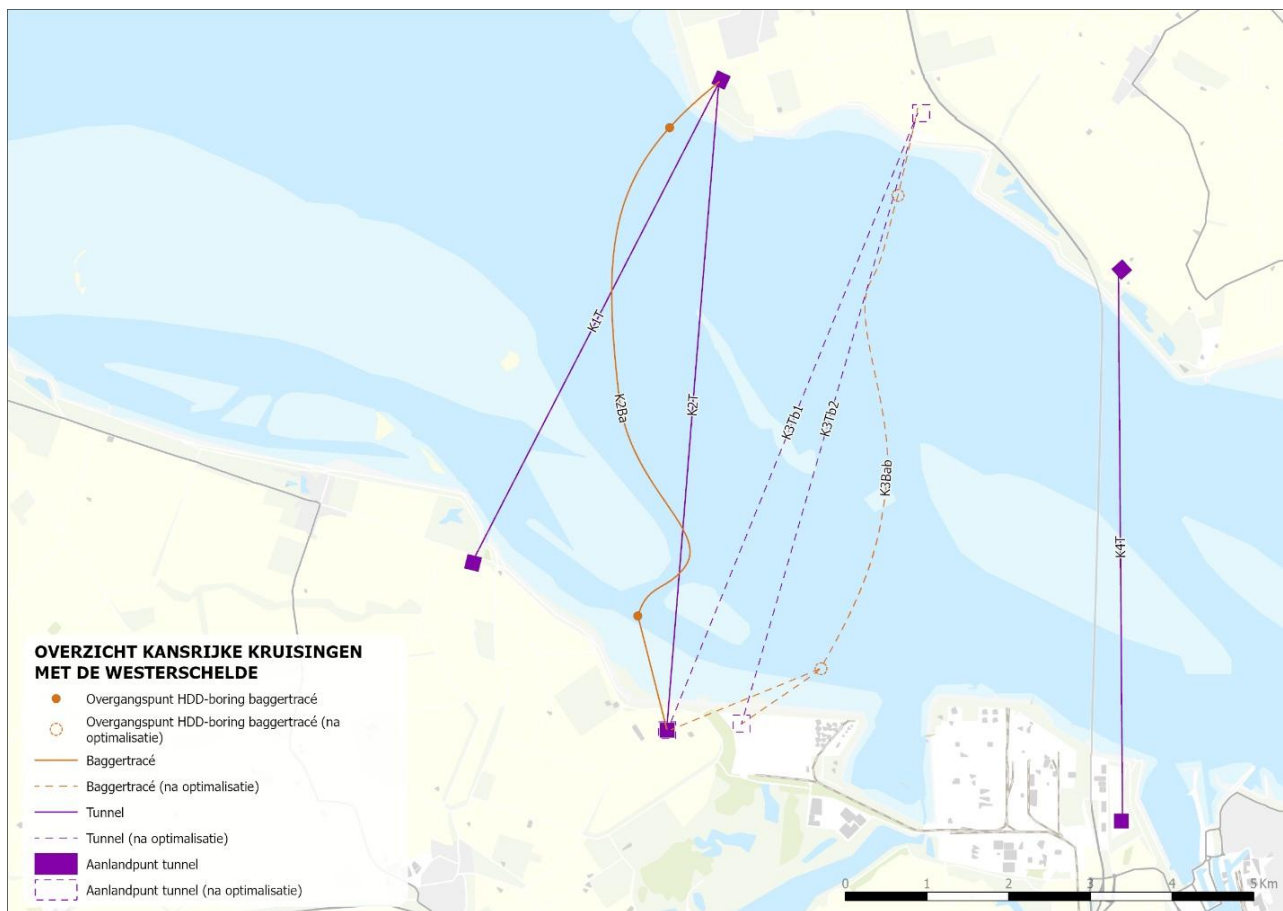 K1T
K2Ba
K2T
K3Tb1
K3Tb2
K3Bab
K4T
OVERZICHT KANSRIJKE KRUISINGEN
MET DE WESTERSCHELDE
Overgangspunt HDD-boring baggertracé
Overgangspunt HDD-boring baggertracé (na
optimalisatie)
Baggertracé
Baggertracé (na optimalisatie)
Tunnel
Tunnel (na optimalisatie)
Aanlandpunt tunnel
Aanlandpunt tunnel (na optimalisatie)
0 1 2 3 4 5 Km